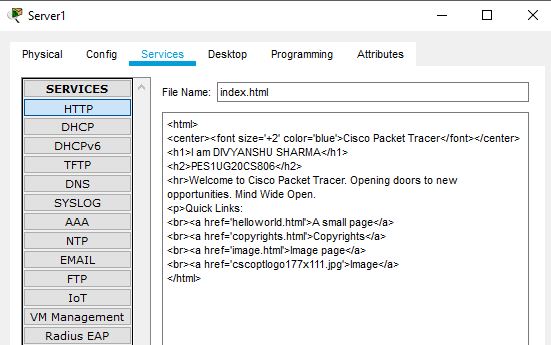 Server1
Physical Config Services Desktop Programming Attributes
SERVICES
HTTP
DHCP
DHCPv6
TFTP
DNS
SYSLOG
AAA
NTP
EMAIL
FTP
IoT
VM Management
Radius EAP
File Name: index.html
<html>
<center><font size='+2' color='blue'>Cisco Packet Tracer</font></center>
<h1>I am DIVYANSHU SHARMA</h1>
<h2>PES1UG20CS806</h2>
<hr>Welcome to Cisco Packet Tracer. Opening doors to new
opportunities. Mind Wide Open.
<p>Quick Links:
<br><a href='helloworld.html'>A small page</a>
<br><a href='copyrights.html'>Copyrights</a>
<br><a href='image.html'>Image page</a>
<br><a href='cscoptlogo177x111.jpg'>Image</a>
</html>